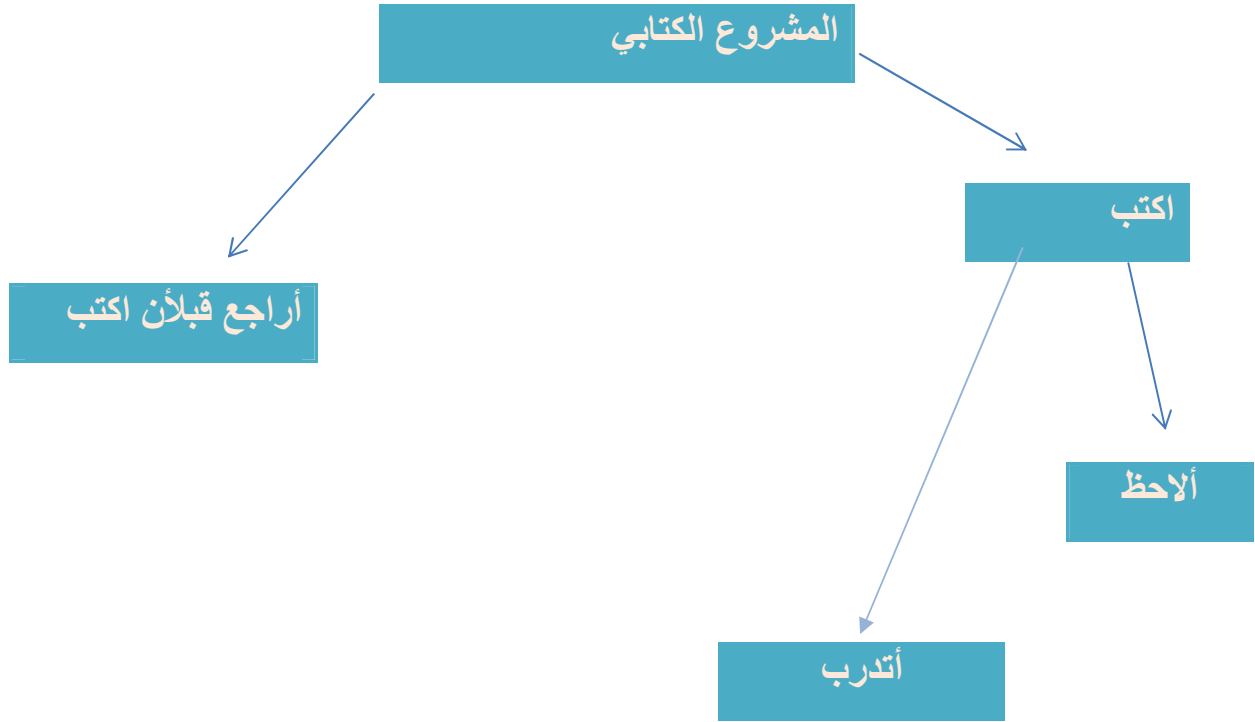 المشروع الكتابي
اكتب
أراجع قبلأن اكتب
ألاحظ
أتدرب